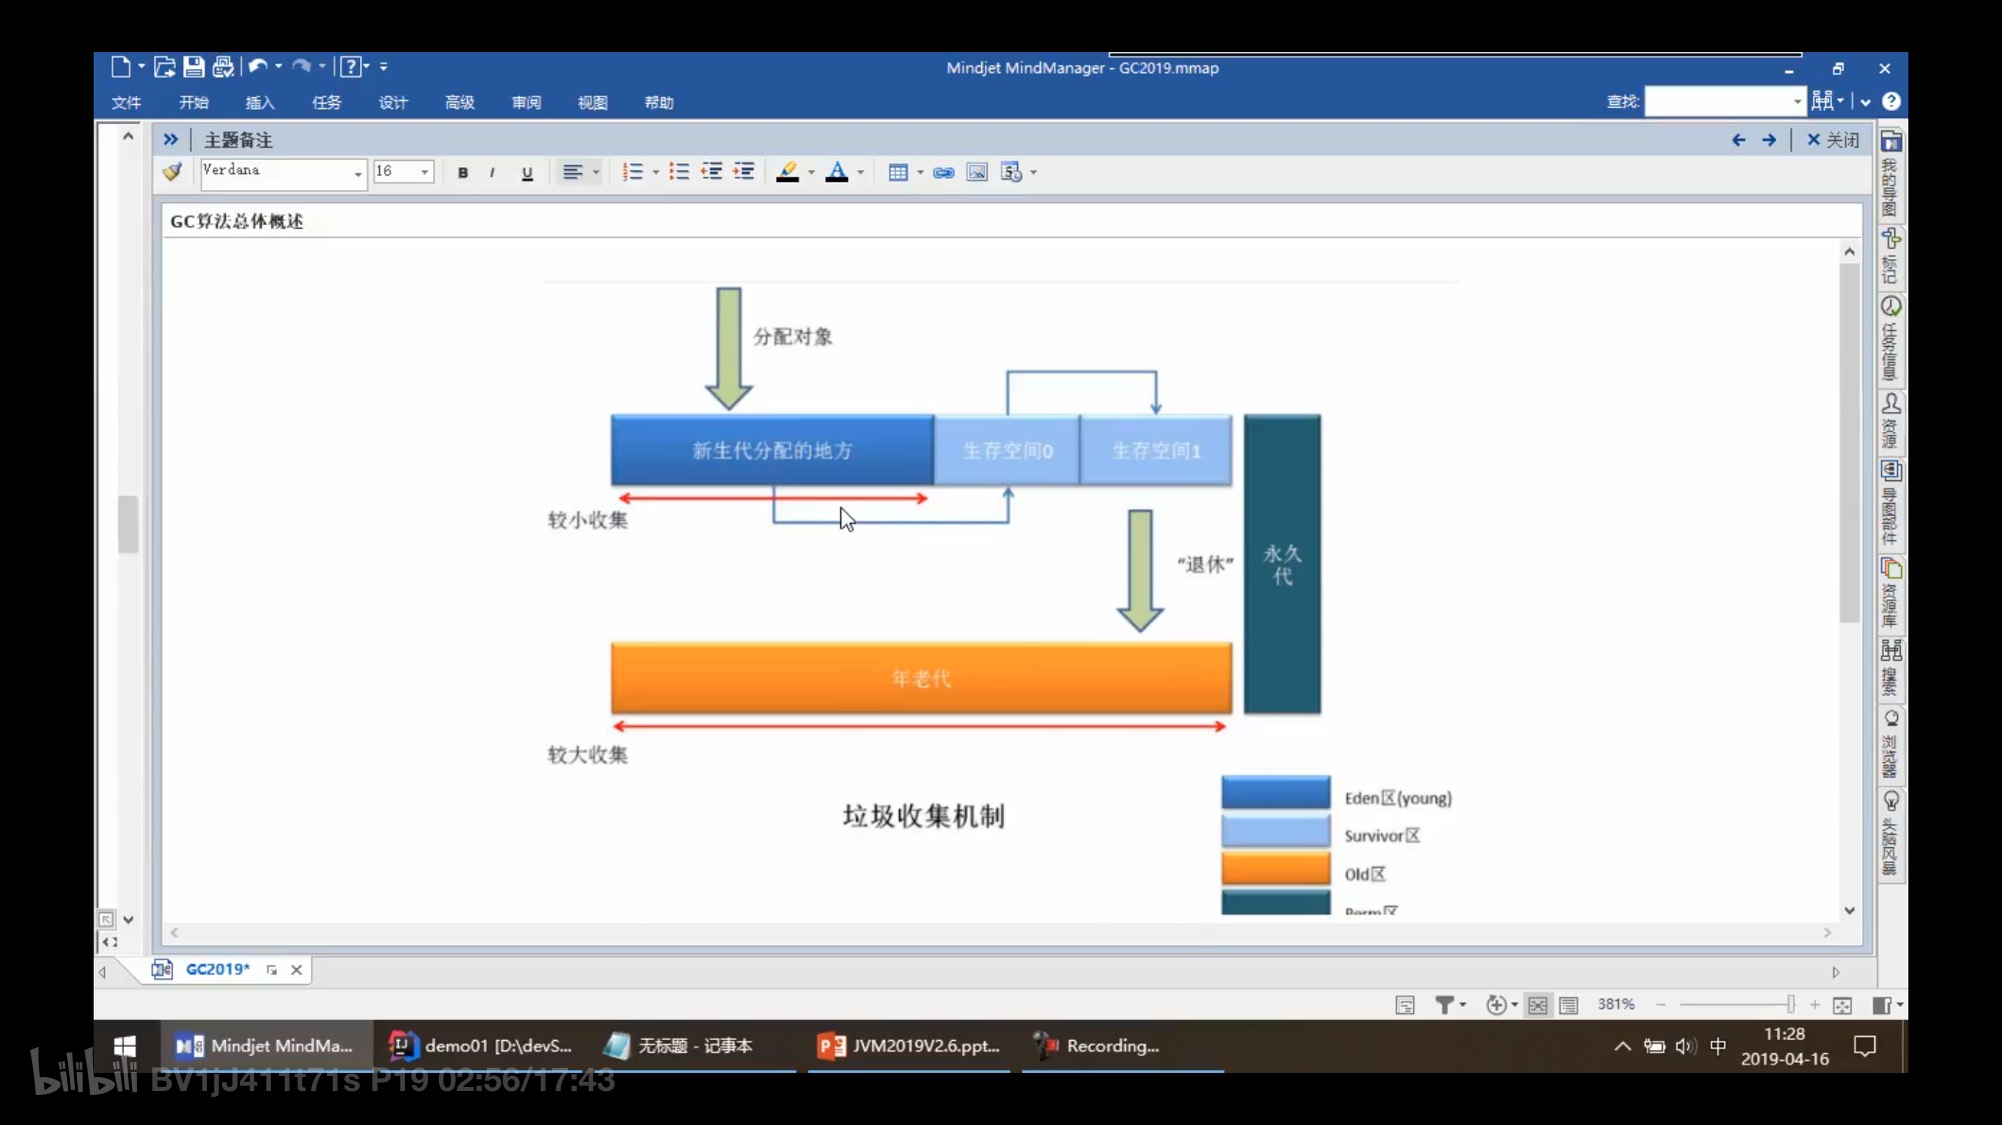 Mindjet MindManager - GC2019.mmap
文件 开始 插入 任务 设计 高级 审阅 视图 帮助 查找:
主题备注 关闭
Verdana 16 B I U A
GC算法总体概述
分配对象
新生代分配的地方 生存空间0 生存空间1
较小收集
"退休"
永久
代
年老代
较大收集
垃圾收集机制
Eden区(young)
Survivor区
Old区
Perm区
我的导图
标记
任务信息
资源
导图部件
资源库
搜索
浏览器
头脑风暴
GC2019*
381%
Mindjet MindMa... demo01 [D:\devS... 无标题 - 记事本 JVM2019V2.6.ppt... Recording... 中 11:28
2019-04-16
bilibili BV1jJ411t71s P19 02:56/17:43